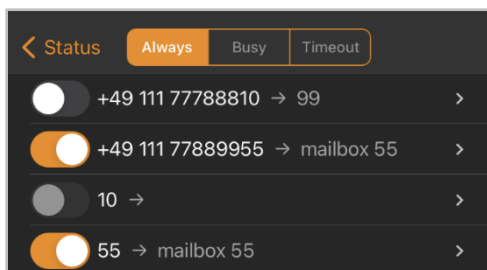 Status Always Busy Timeout
+49 111 77788810 → 99
+49 111 77889955 → mailbox 55
10 →
55 → mailbox 55